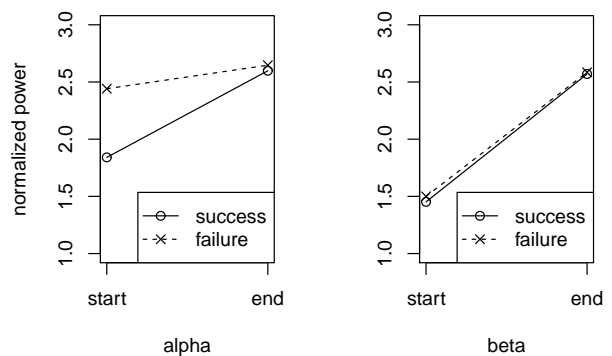 normalized power
3.0
2.5
2.0
1.5
1.0
success
failure
start end
alpha
3.0
2.5
2.0
1.5
1.0
success
failure
start end
beta